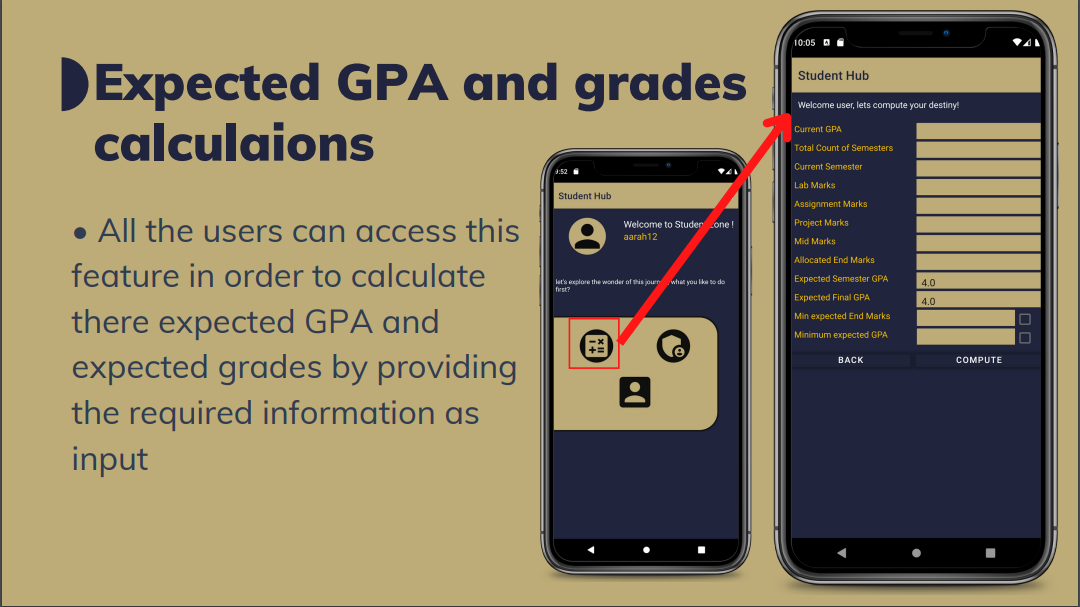 Expected GPA and grades
calculaions
• All the users can access this
feature in order to calculate
there expected GPA and
expected grades by providing
the required information as
input
9:52
Student Hub
Welcome to Student Zone !
aarah12
let's explore the wonder of this journey, what you like to do
first?
10:05
Student Hub
Welcome user, lets compute your destiny!
Current GPA
Total Count of Semesters
Current Semester
Lab Marks
Assignment Marks
Project Marks
Mid Marks
Allocated End Marks
Expected Semester GPA 4.0
Expected Final GPA 4.0
Min expected End Marks
Minimum expected GPA
BACK COMPUTE